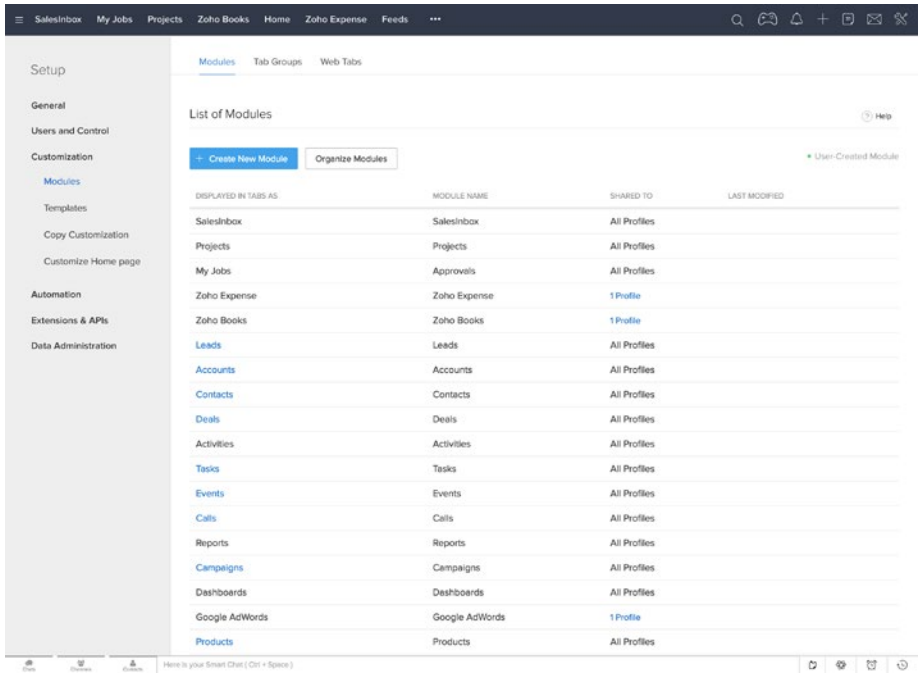 SalesInbox My Jobs Projects Zoho Books Home Zoho Expense Feeds •••
Setup
General
Users and Control
Customization
Modules
Templates
Copy Customization
Customize Home page
Automation
Extensions & APIs
Data Administration
Modules Tab Groups Web Tabs
List of Modules
? Help
+ Create New Module Organize Modules
User-Created Module
DISPLAYED IN TABS AS MODULE NAME SHARED TO LAST MODIFIED
SalesInbox SalesInbox All Profiles
Projects Projects All Profiles
My Jobs Approvals All Profiles
Zoho Expense Zoho Expense 1 Profile
Zoho Books Zoho Books 1 Profile
Leads Leads All Profiles
Accounts Accounts All Profiles
Contacts Contacts All Profiles
Deals Deals All Profiles
Activities Activities All Profiles
Tasks Tasks All Profiles
Events Events All Profiles
Calls Calls All Profiles
Reports Reports All Profiles
Campaigns Campaigns All Profiles
Dashboards Dashboards All Profiles
Google AdWords Google AdWords 1 Profile
Products Products All Profiles
Chats Channels Contacts Here is your Smart Chat ( Ctrl + Space )